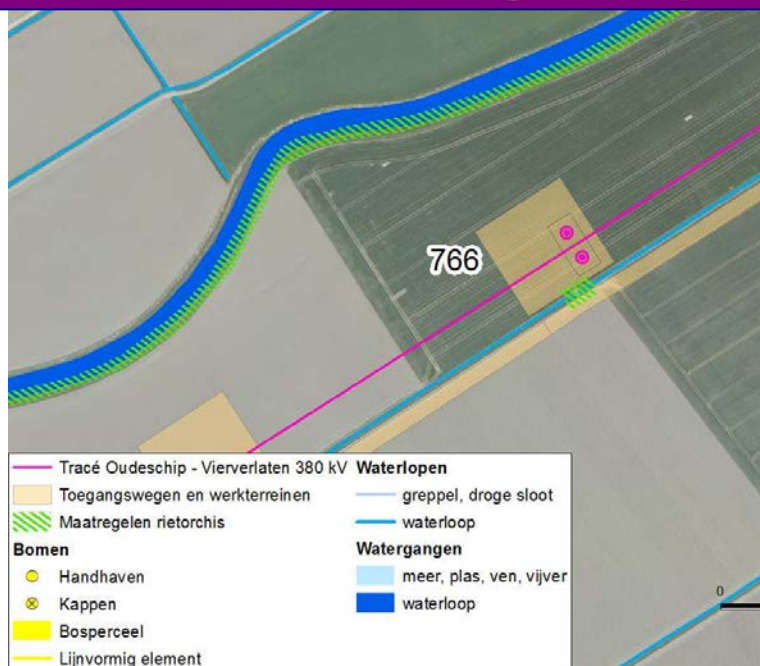 766
Tracé Oudeschip - Vierverlaten 380 kV
Toegangswegen en werkterreinen
Maatregelen rietorchis
Bomen
Handhaven
Kappen
Bosperceel
Lijnvormig element
Waterlopen
greppel, droge sloot
waterloop
Watergangen
meer, plas, ven, vijver
waterloop
0